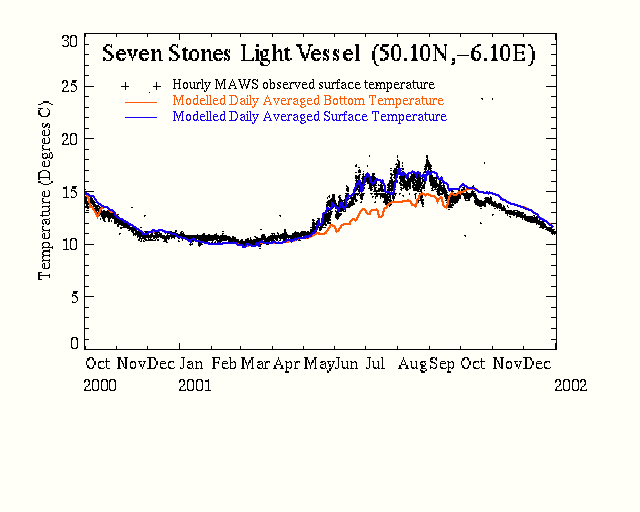 30
Seven Stones Light Vessel (50.10N,−6.10E)
25
Hourly MAWS observed surface temperature
Modelled Daily Averaged Bottom Temperature
Modelled Daily Averaged Surface Temperature
20
15
10
5
0
Temperature (Degrees C)
Oct Nov Dec Jan Feb Mar Apr May Jun Jul Aug Sep Oct Nov Dec
2000 2001 2002